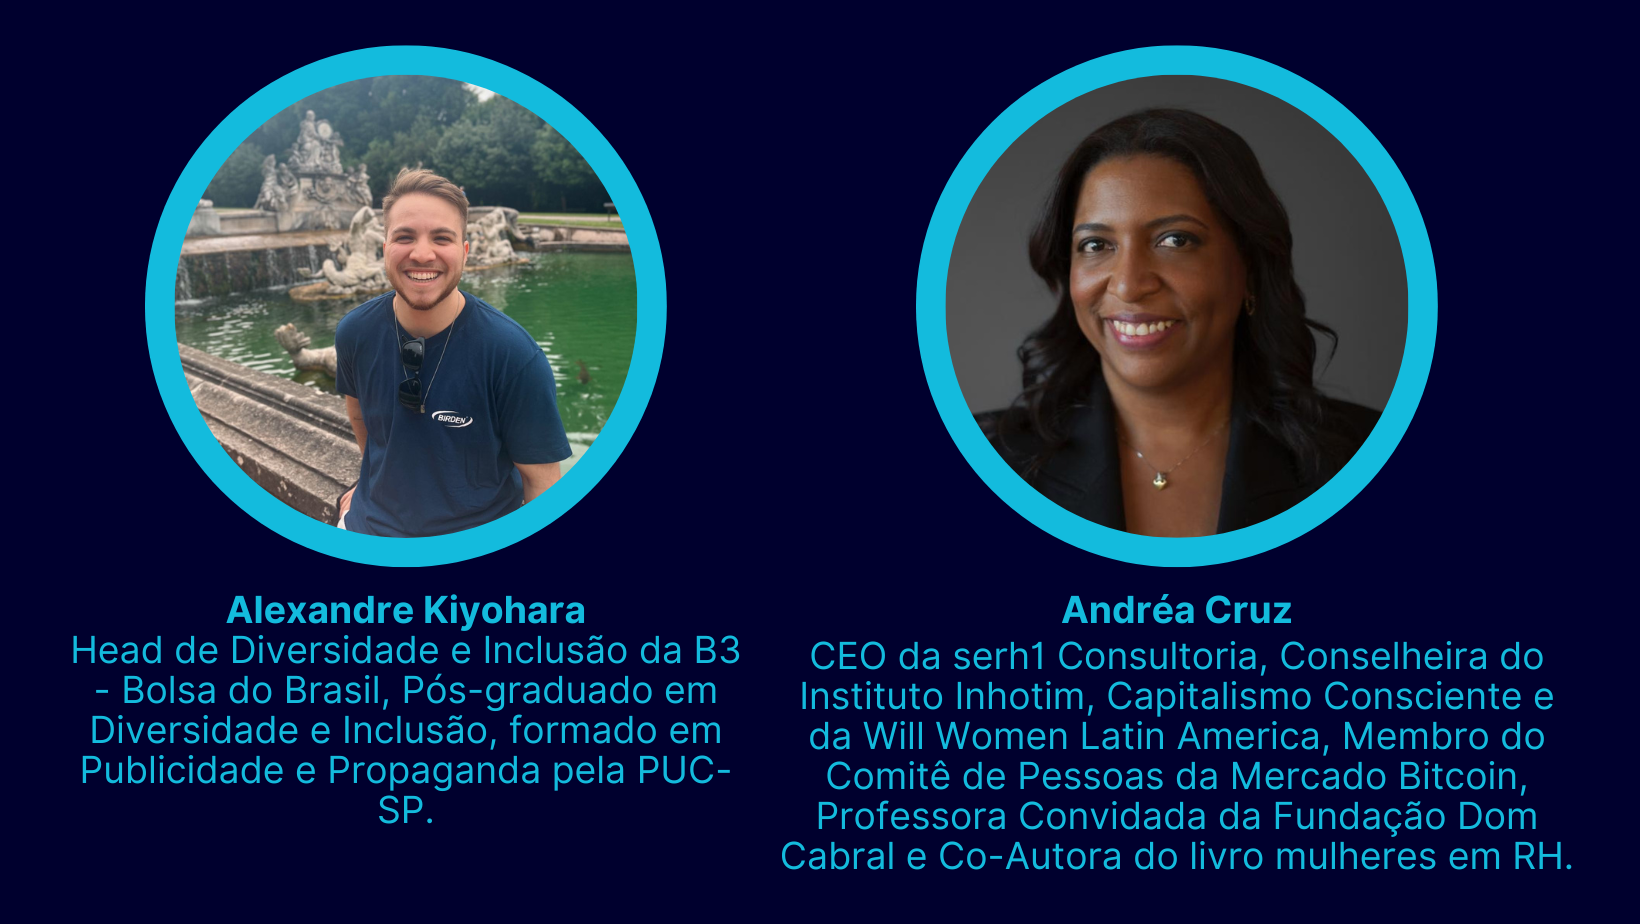 BIRDEN
Alexandre Kiyohara
Head de Diversidade e Inclusão da B3
- Bolsa do Brasil, Pós-graduado em
Diversidade e Inclusão, formado em
Publicidade e Propaganda pela PUC-
SP.
Andréa Cruz
CEO da serh1 Consultoria, Conselheira do
Instituto Inhotim, Capitalismo Consciente e
da Will Women Latin America, Membro do
Comitê de Pessoas da Mercado Bitcoin,
Professora Convidada da Fundação Dom
Cabral e Co-Autora do livro mulheres em RH.